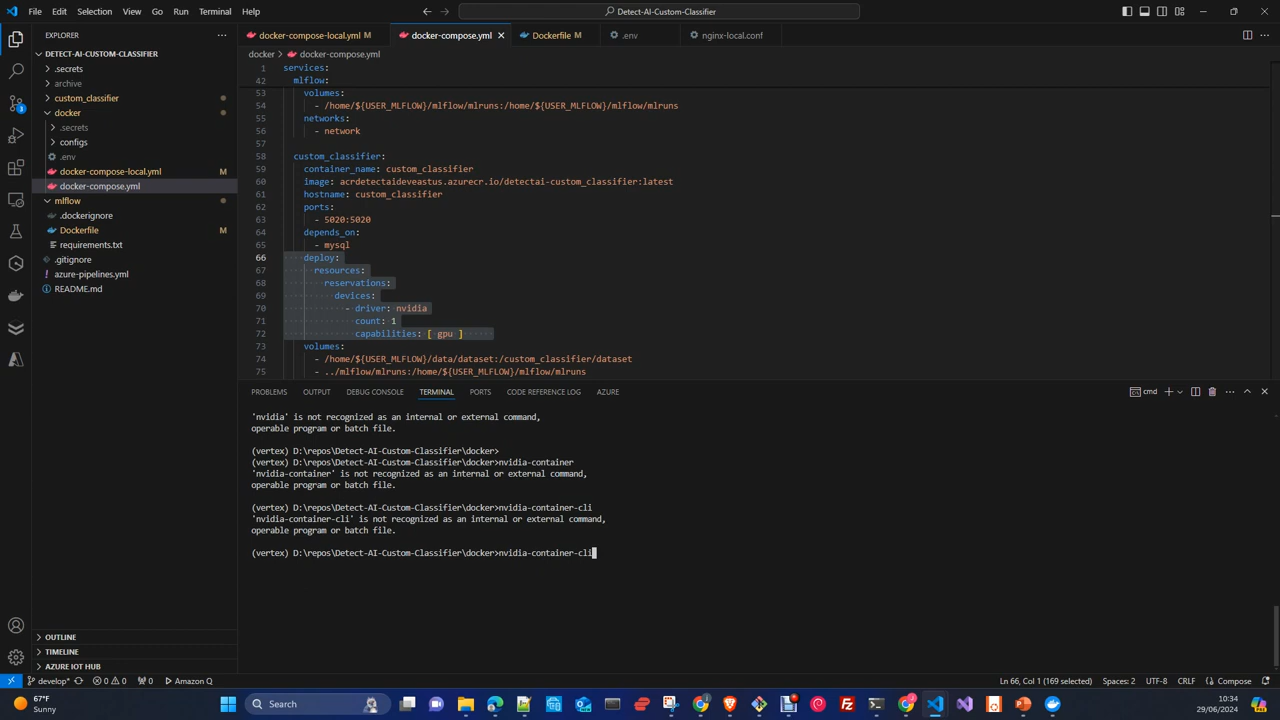 File Edit Selection View Go Run Terminal Help
Detect-AI-Custom-Classifier
EXPLORER
DETECT-AI-CUSTOM-CLASSIFIER
.secrets
archive
custom_classifier
docker
.secrets
configs
.env
docker-compose-local.yml M
docker-compose.yml
mlflow
.dockerignore
Dockerfile M
requirements.txt
.gitignore
azure-pipelines.yml
README.md
OUTLINE
TIMELINE
AZURE IOT HUB
docker-compose-local.yml M docker-compose.yml Dockerfile M .env nginx-local.conf
docker > docker-compose.yml
1 services:
42 mlflow:
53 volumes:
54 - /home/${USER_MLFLOW}/mlflow/mlruns:/home/${USER_MLFLOW}/mlflow/mlruns
55 networks:
56 - network
57
58 custom_classifier:
59 container_name: custom_classifier
60 image: acrdetectaideveastus.azurecr.io/detectai-custom_classifier:latest
61 hostname: custom_classifier
62 ports:
63 - 5020:5020
64 depends_on:
65 - mysql
66 deploy:
67 resources:
68 reservations:
69 devices:
70 - driver: nvidia
71 count: 1
72 capabilities: [ gpu ]
73 volumes:
74 - /home/${USER_MLFLOW}/data/dataset:/custom_classifier/dataset
75 - ../mlflow/mlruns:/home/${USER_MLFLOW}/mlflow/mlruns
PROBLEMS OUTPUT DEBUG CONSOLE TERMINAL PORTS CODE REFERENCE LOG AZURE
cmd
'nvidia' is not recognized as an internal or external command,
operable program or batch file.
(vertex) D:\repos\Detect-AI-Custom-Classifier\docker>
(vertex) D:\repos\Detect-AI-Custom-Classifier\docker>nvidia-container
'nvidia-container' is not recognized as an internal or external command,
operable program or batch file.
(vertex) D:\repos\Detect-AI-Custom-Classifier\docker>nvidia-container-cli
'nvidia-container-cli' is not recognized as an internal or external command,
operable program or batch file.
(vertex) D:\repos\Detect-AI-Custom-Classifier\docker>nvidia-container-cli
develop* 0 0 0 Amazon Q
Ln 66, Col 1 (169 selected) Spaces: 2 UTF-8 CRLF Compose
67°F
Sunny
Search
10:34
29/06/2024